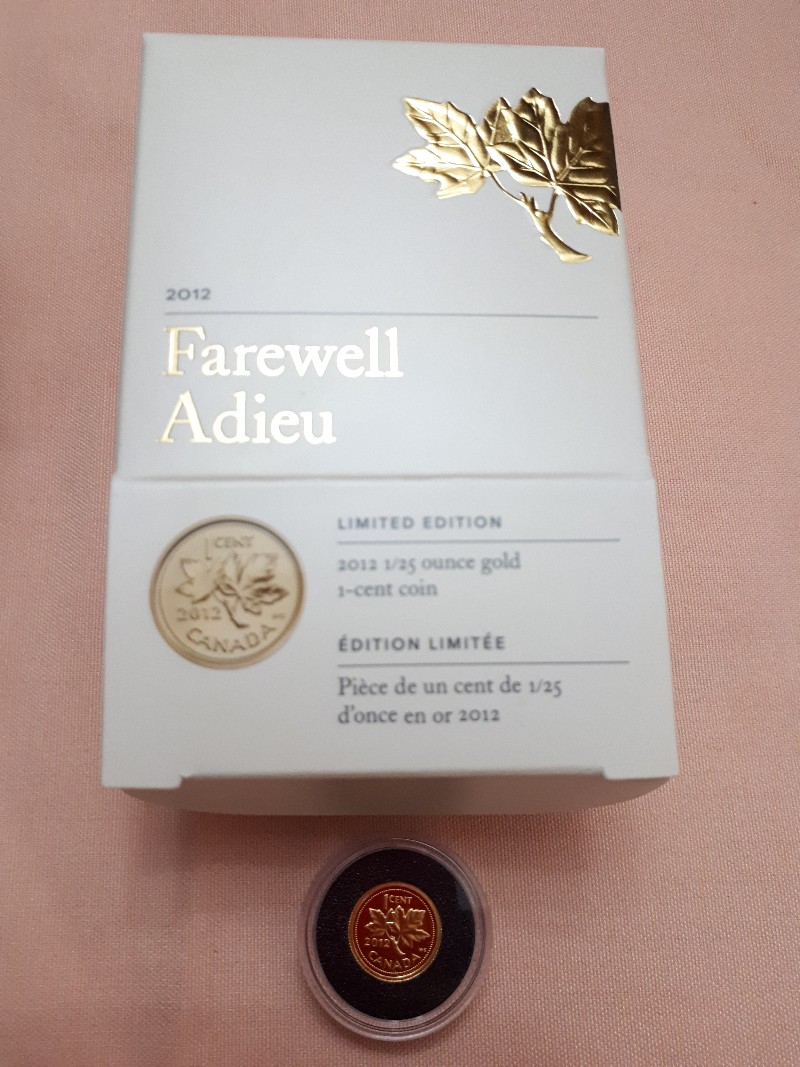 2012
Farewell
Adieu
1 CENT
2012
CANADA
LIMITED EDITION
2012 1/25 ounce gold
1-cent coin
ÉDITION LIMITÉE
Pièce de un cent de 1/25
d'once en or 2012
1 CENT
2012
CANADA